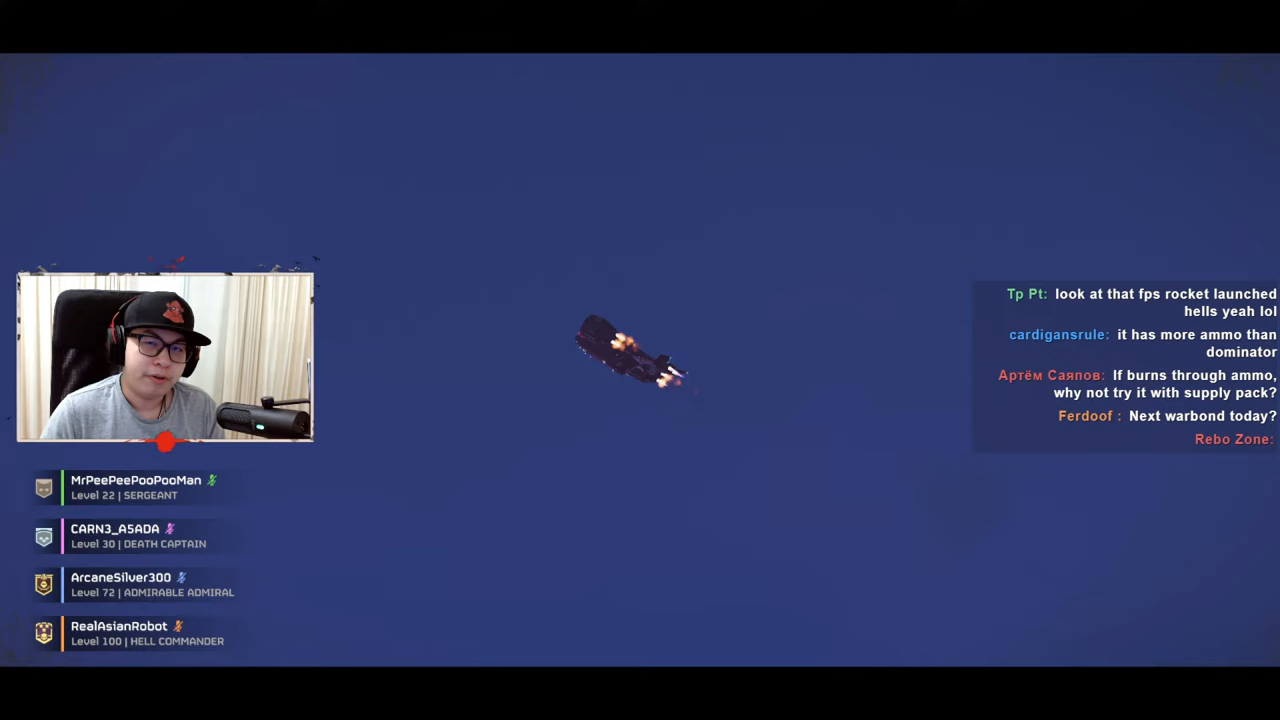 Tp Pt: look at that fps rocket launched
hells yeah lol
cardigansrule: it has more ammo than
dominator
Артём Саяпов: If burns through ammo,
why not try it with supply pack?
Ferdoof : Next warbond today?
Rebo Zone:
MrPeePeePooPooMan
Level 22 | SERGEANT
CARN3_A5ADA
Level 30 | DEATH CAPTAIN
ArcaneSilver300
Level 72 | ADMIRABLE ADMIRAL
RealAsianRobot
Level 100 | HELL COMMANDER